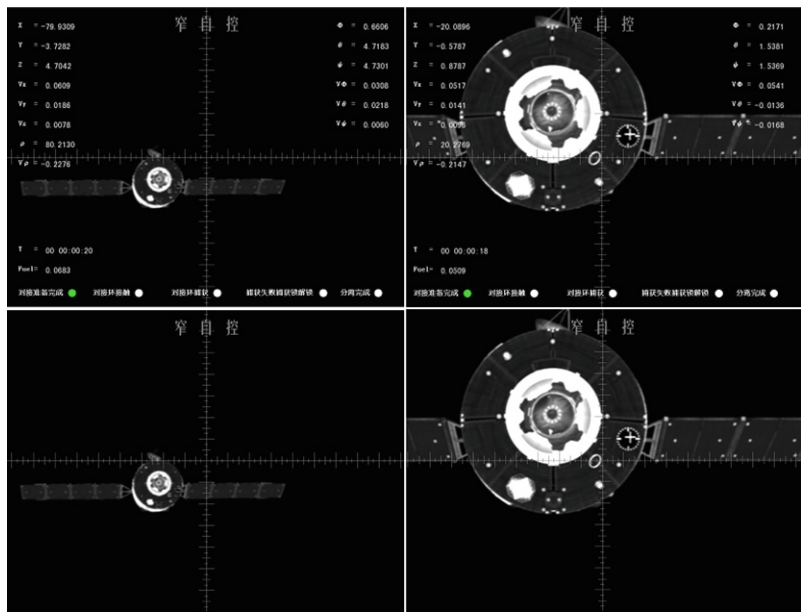 窄 自 控
X = -79.9309
Y = -3.7282
Z = 4.7042
Vx = 0.0609
Vy = 0.0186
Vz = 0.0078
ρ = 80.2130
Vρ = -0.2276
Φ = 0.6606
θ = 4.7183
ψ = 4.7301
VΦ = 0.0308
Vθ = 0.0218
Vψ = 0.0060
T = 00 00:00:20
Fuel= 0.0683
对接准备完成 对接环接触 对接环捕获 捕获失败捕获锁解锁 分离完成
窄 自 控
X = -20.0896
Y = -0.5787
Z = 0.8787
Vx = 0.0517
Vy = 0.0141
Vz = 0.0098
ρ = 20.2769
Vρ = -0.2147
Φ = 0.2171
θ = 1.5381
ψ = 1.5369
VΦ = 0.0541
Vθ = -0.0136
Vψ = -0.0168
T = 00 00:00:18
Fuel= 0.0509
对接准备完成 对接环接触 对接环捕获 捕获失败捕获锁解锁 分离完成
窄 自 控
窄 自 控